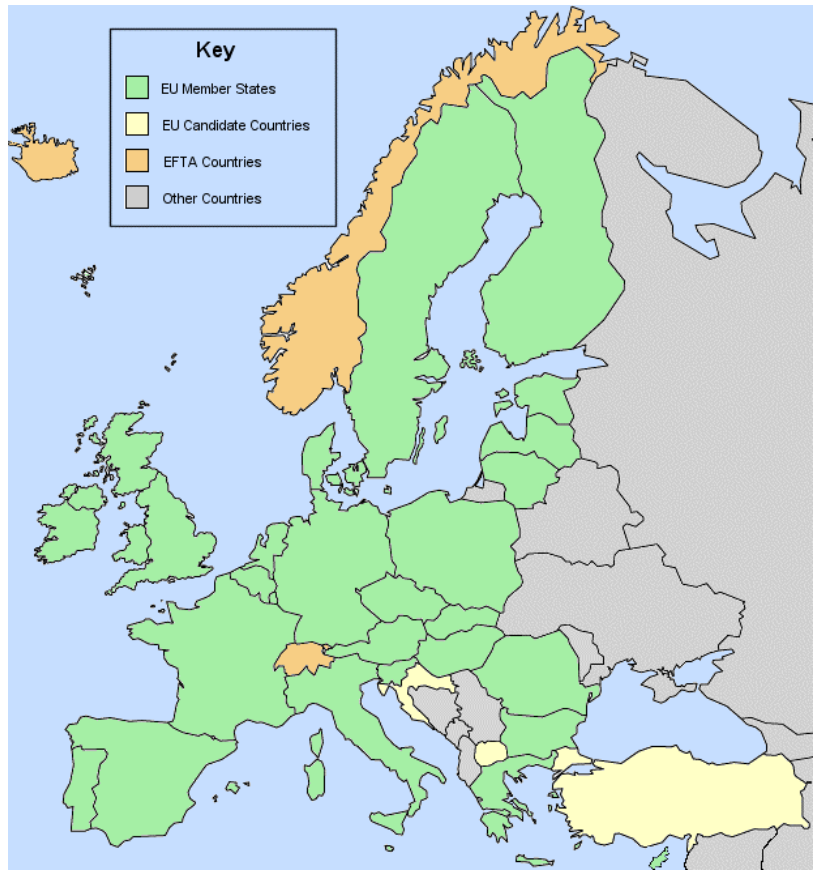 Key
EU Member States
EU Candidate Countries
EFTA Countries
Other Countries